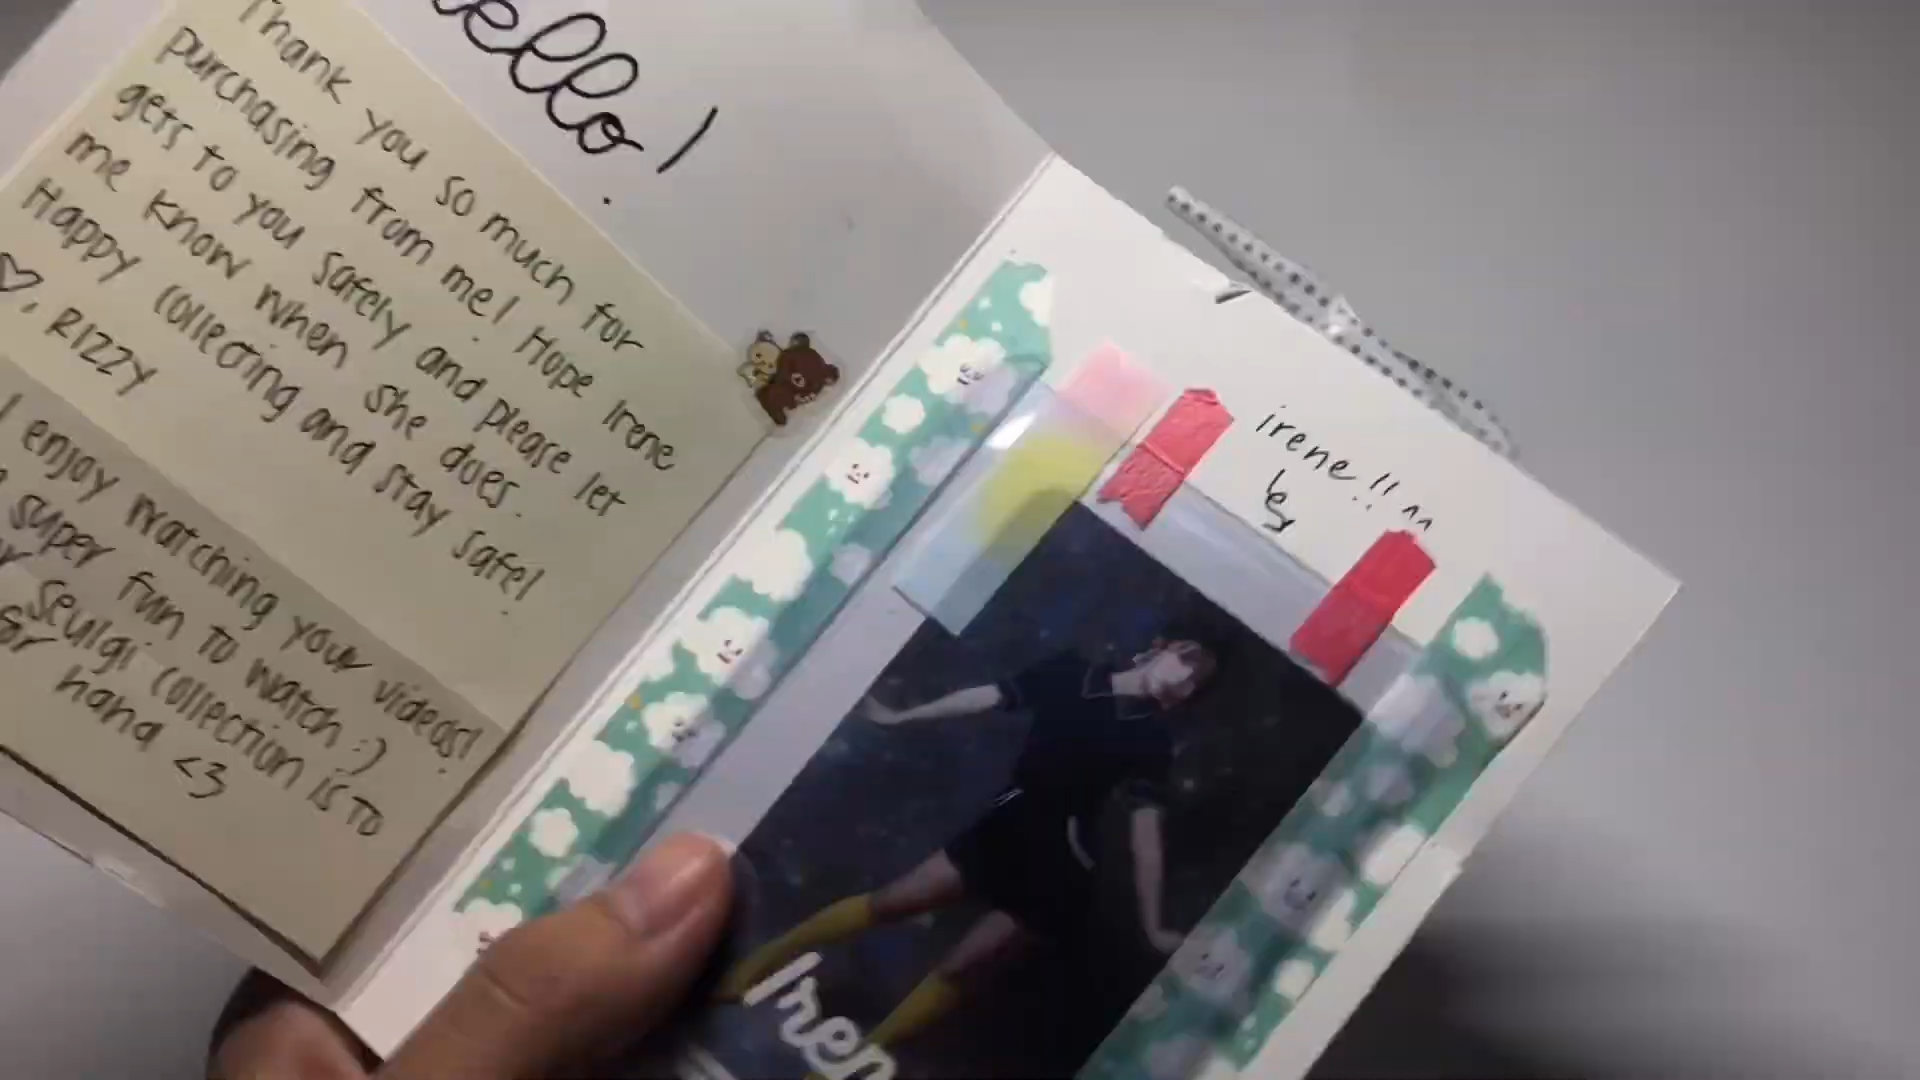 ello!
Thank you so much for
purchasing from me! Hope Irene
gets to you safely and please let
me know when she does.
Happy collecting and stay safe!
♡, RIZZY
I enjoy watching your videos!
super fun to watch :)
Seulgi collection is to
for hana <3
irene!! ^^
Iren